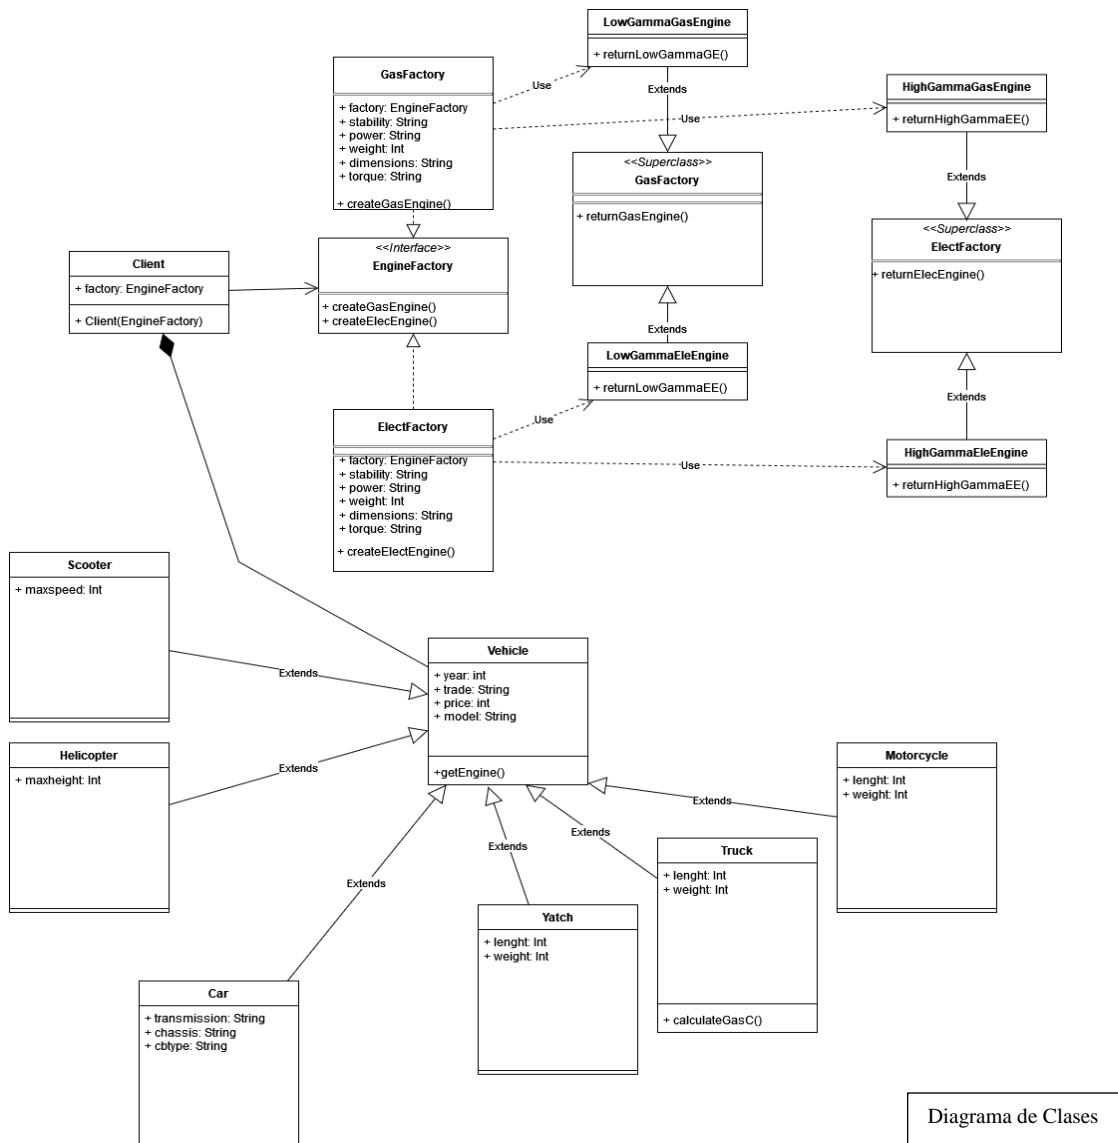 LowGammaGasEngine
+ returnLowGammaGE()
GasFactory
+ factory: EngineFactory
+ stability: String
+ power: String
+ weight: Int
+ dimensions: String
+ torque: String
+ createGasEngine()
Use
Extends
HighGammaGasEngine
+ returnHighGammaEE()
Use
<<Superclass>>
GasFactory
+ returnGasEngine()
Extends
<<Superclass>>
ElectFactory
+ returnElecEngine()
Client
+ factory: EngineFactory
+ Client(EngineFactory)
<<Interface>>
EngineFactory
+ createGasEngine()
+ createElecEngine()
Extends
LowGammaEleEngine
+ returnLowGammaEE()
Extends
ElectFactory
+ factory: EngineFactory
+ stability: String
+ power: String
+ weight: Int
+ dimensions: String
+ torque: String
+ createElectEngine()
Use
Use
HighGammaEleEngine
+ returnHighGammaEE()
Scooter
+ maxspeed: Int
Extends
Vehicle
+ year: int
+ trade: String
+ price: int
+ model: String
+getEngine()
Helicopter
+ maxheight: Int
Extends
Motorcycle
+ lenght: Int
+ weight: Int
Extends
Extends
Truck
+ lenght: Int
+ weight: Int
+ calculateGasC()
Extends
Yatch
+ lenght: Int
+ weight: Int
Extends
Car
+ transmission: String
+ chassis: String
+ cbtype: String
Diagrama de Clases